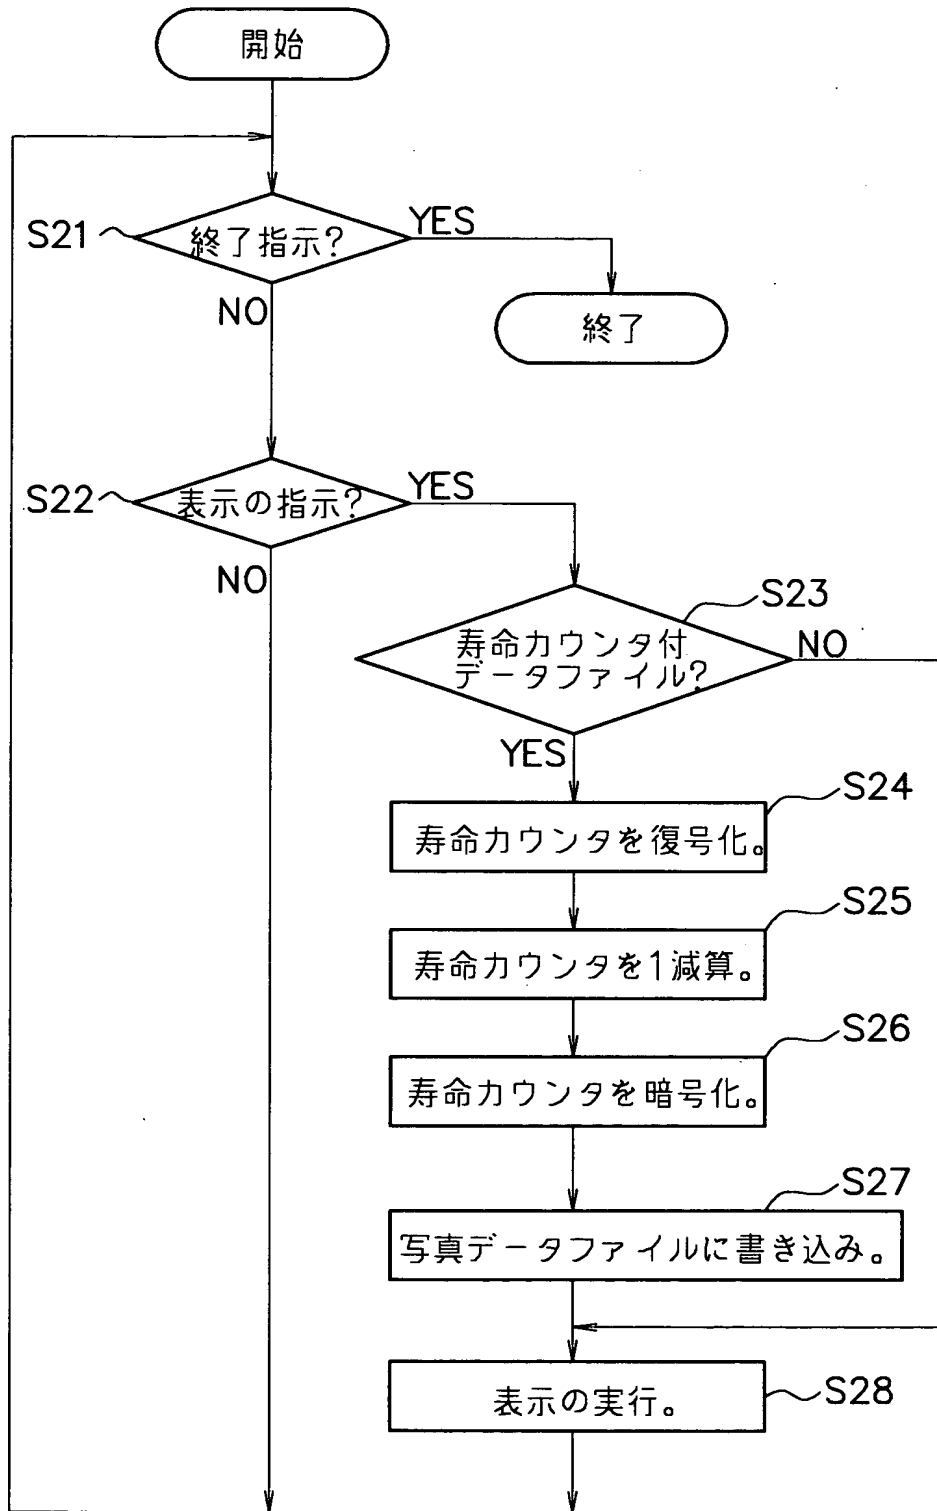 開始
S21
終了指示?
YES
NO
終了
S22
表示の指示?
YES
NO
S23
寿命カウンタ付
データファイル?
NO
YES
S24
寿命カウンタを復号化。
S25
寿命カウンタを1減算。
S26
寿命カウンタを暗号化。
S27
写真データファイルに書き込み。
表示の実行。
S28